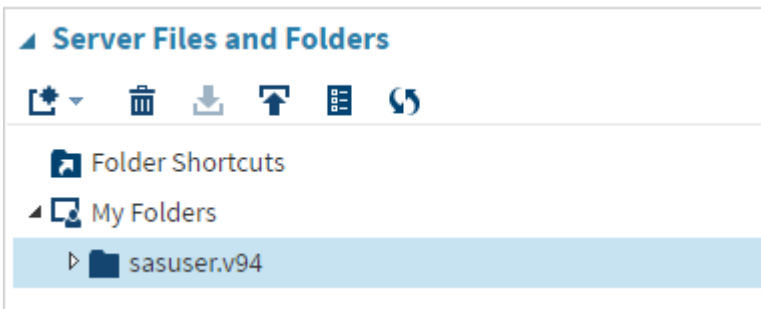 Server Files and Folders
Folder Shortcuts
My Folders
sasuser.v94